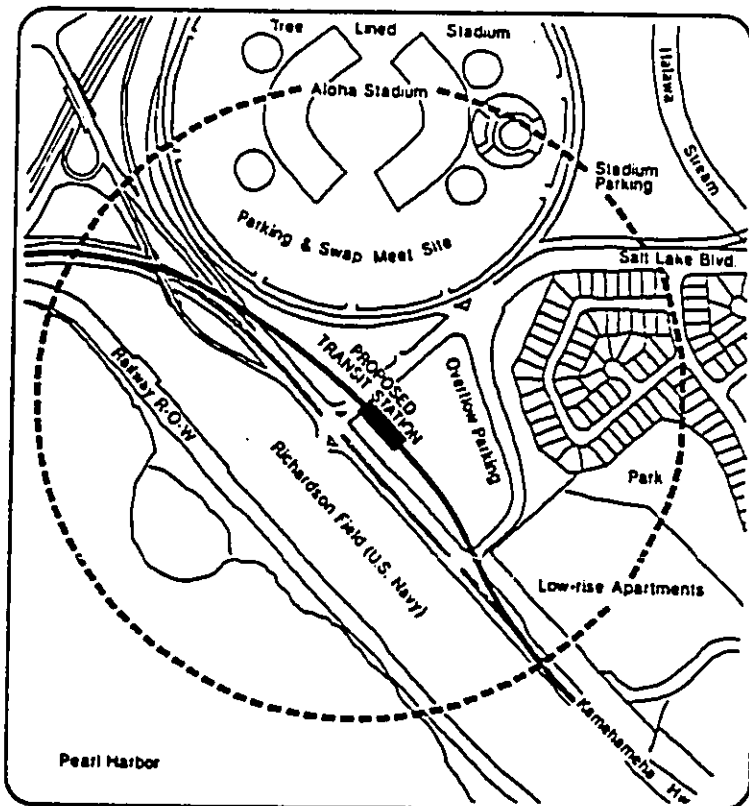 Tree Lined Stadium
Aloha Stadium
Halawa
Stream
Stadium
Parking
Parking & Swap Meet Site
Salt Lake Blvd.
PROPOSED
TRANSIT STATION
Overflow Parking
Railway R.O.W
Richardson Field (U.S. Navy)
Park
Low-rise Apartments
Kamehameha
Pearl Harbor